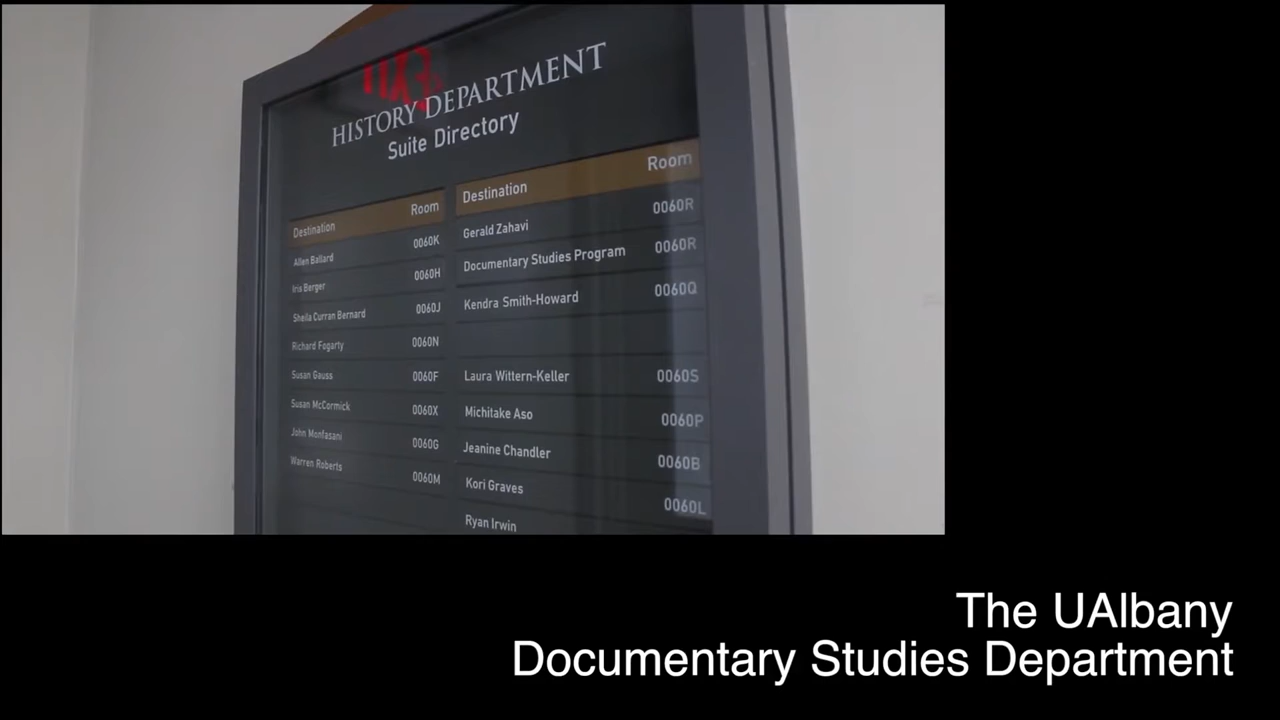 HISTORY DEPARTMENT
Suite Directory
Destination Room
Allen Ballard 0060K
Iris Berger 0060H
Sheila Curran Bernard 0060J
Richard Fogarty 0060N
Susan Gauss 0060F
Susan McCormick 0060X
John Monfasani 0060G
Warren Roberts 0060M
Destination Room
Gerald Zahavi 0060R
Documentary Studies Program 0060R
Kendra Smith-Howard 0060Q
Laura Wittern-Keller 0060S
Michitake Aso 0060P
Jeanine Chandler 0060B
Kori Graves 0060L
Ryan Irwin
The UAlbany
Documentary Studies Department